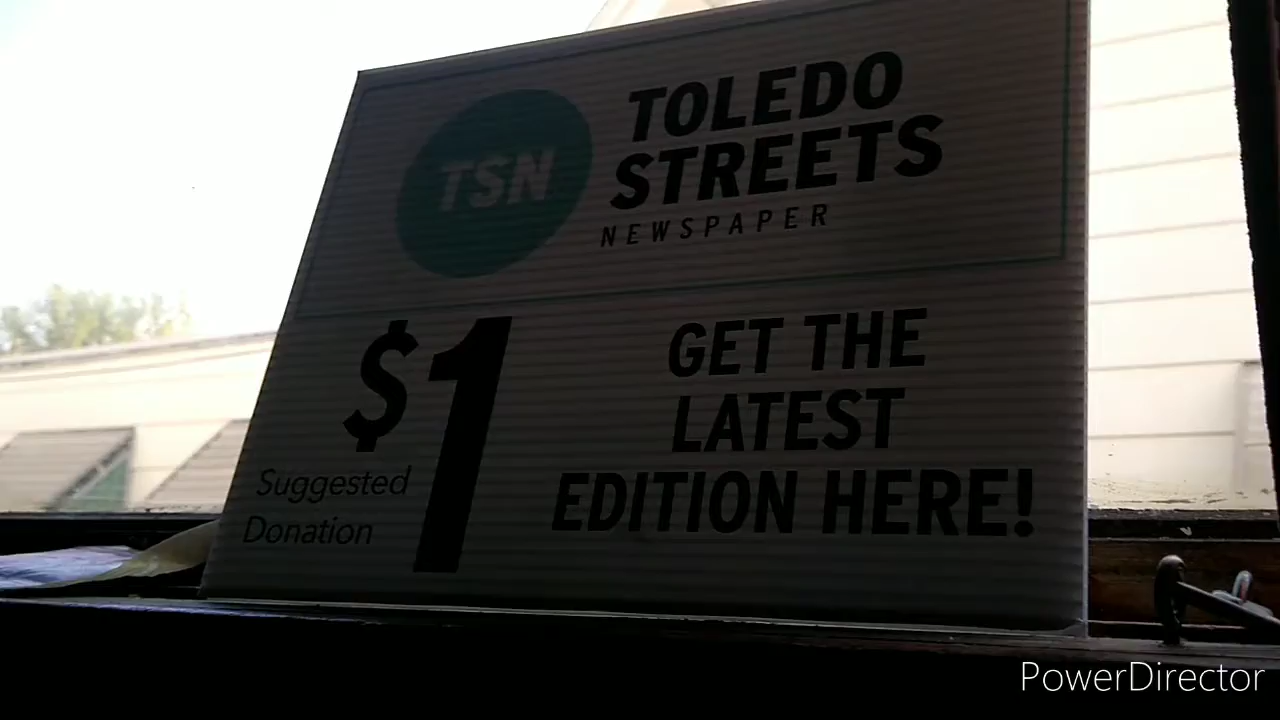 TSN
TOLEDO
STREETS
NEWSPAPER
$1
Suggested
Donation
GET THE
LATEST
EDITION HERE!
PowerDirector